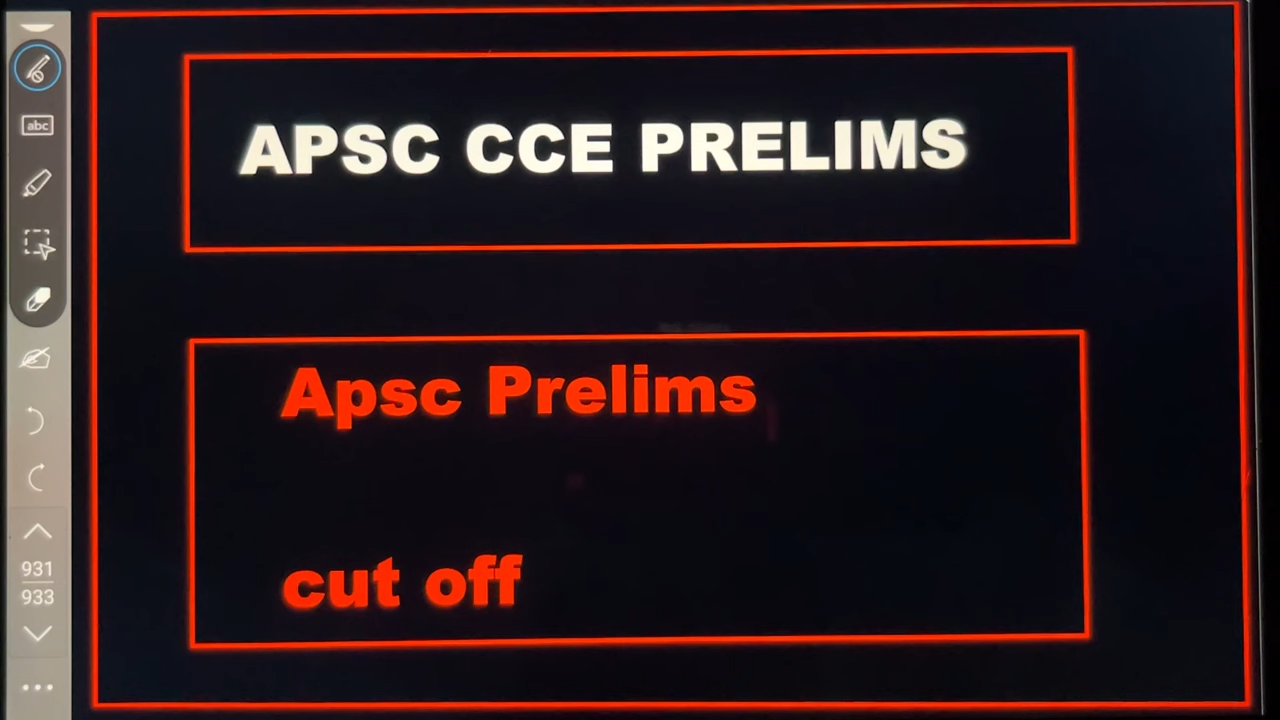 abc
931
933
APSC CCE PRELIMS
Apsc Prelims
cut off